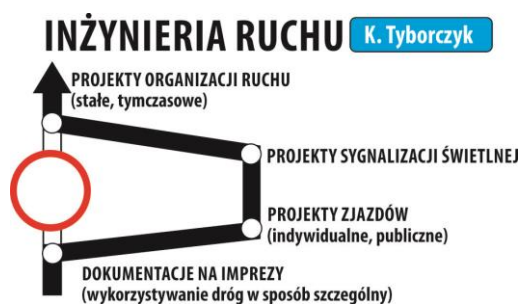 INŻYNIERIA RUCHU K. Tyborczyk
PROJEKTY ORGANIZACJI RUCHU
(stałe, tymczasowe)
PROJEKTY SYGNALIZACJI ŚWIETLNEJ
PROJEKTY ZJAZDÓW
(indywidualne, publiczne)
DOKUMENTACJE NA IMPREZY
(wykorzystywanie dróg w sposób szczególny)